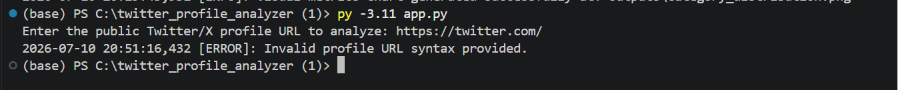 (base) PS C:\twitter_profile_analyzer (1)> py -3.11 app.py
Enter the public Twitter/X profile URL to analyze: https://twitter.com/
2026-07-10 20:51:16,432 [ERROR]: Invalid profile URL syntax provided.
(base) PS C:\twitter_profile_analyzer (1)>